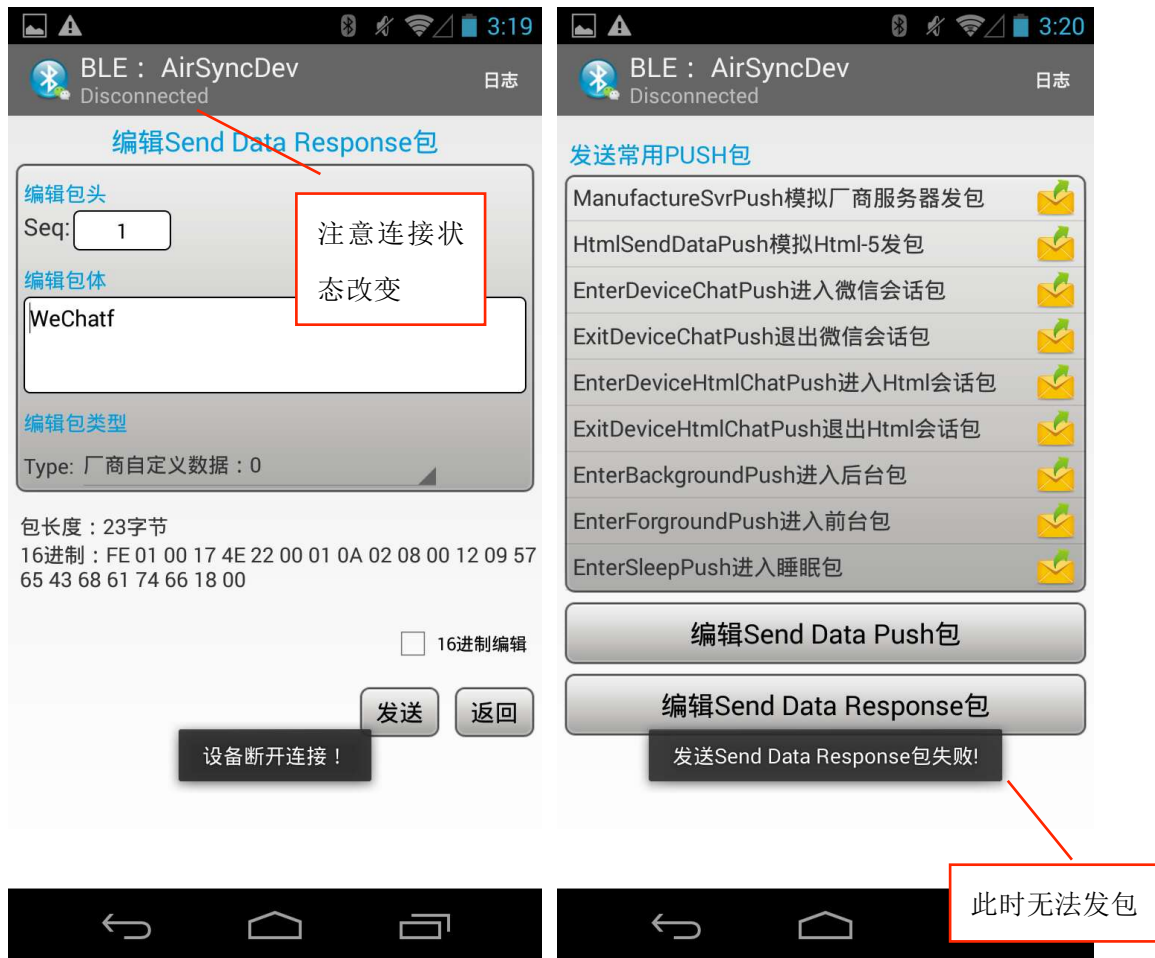 3:19
BLE： AirSyncDev
Disconnected
日志
编辑Send Data Response包
编辑包头
Seq: 1
注意连接状
态改变
编辑包体
WeChatf
编辑包类型
Type: 厂商自定义数据：0
包长度：23字节
16进制：FE 01 00 17 4E 22 00 01 0A 02 08 00 12 09 57
65 43 68 61 74 66 18 00
16进制编辑
发送 返回
设备断开连接！
3:20
BLE： AirSyncDev
Disconnected
日志
发送常用PUSH包
ManufactureSvrPush模拟厂商服务器发包
HtmlSendDataPush模拟Html-5发包
EnterDeviceChatPush进入微信会话包
ExitDeviceChatPush退出微信会话包
EnterDeviceHtmlChatPush进入Html会话包
ExitDeviceHtmlChatPush退出Html会话包
EnterBackgroundPush进入后台包
EnterForgroundPush进入前台包
EnterSleepPush进入睡眠包
编辑Send Data Push包
编辑Send Data Response包
发送Send Data Response包失败!
此时无法发包